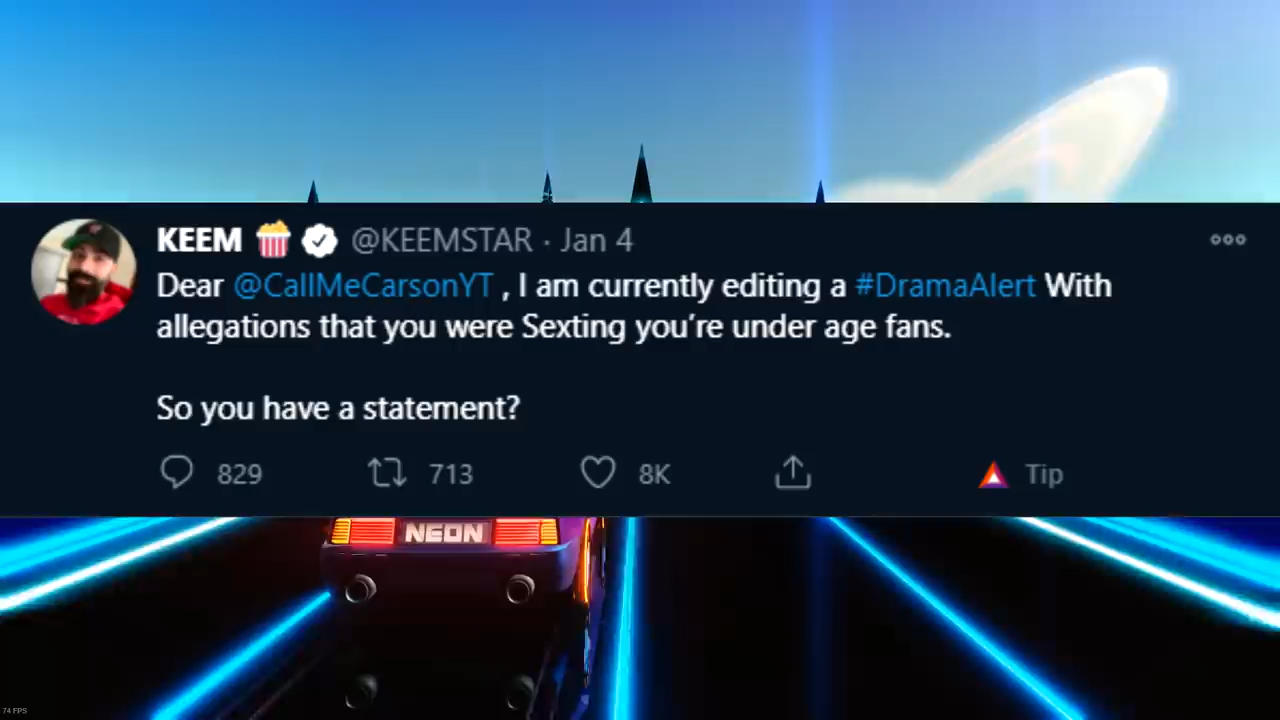 KEEM 🍿 @KEEMSTAR · Jan 4
Dear @CallMeCarsonYT , I am currently editing a #DramaAlert With
allegations that you were Sexting you’re under age fans.
So you have a statement?
829 713 8K Tip
NEON
74 FPS